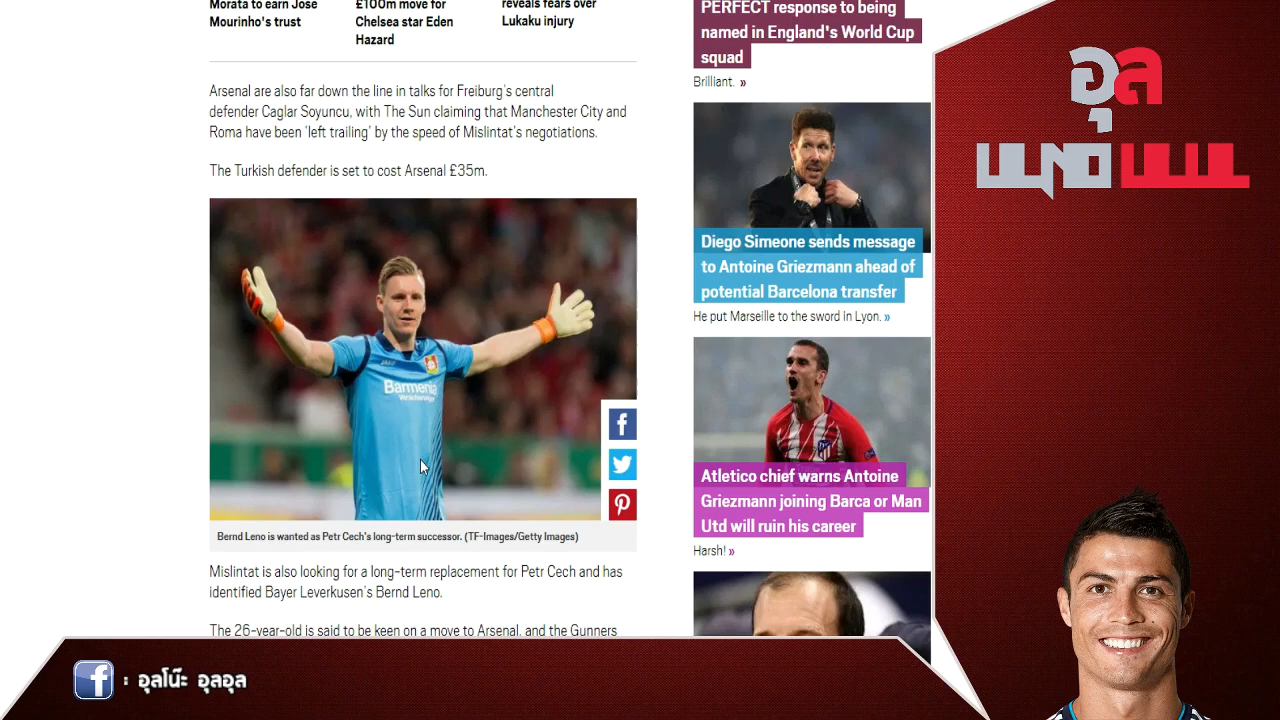 Morata to earn Jose
Mourinho's trust
£100m move for
Chelsea star Eden
Hazard
reveals fears over
Lukaku injury
Arsenal are also far down the line in talks for Freiburg's central
defender Caglar Soyuncu, with The Sun claiming that Manchester City and
Roma have been 'left trailing' by the speed of Mislintat's negotiations.
The Turkish defender is set to cost Arsenal £35m.
JAKO
Barmenia
Versicherungen
Bernd Leno is wanted as Petr Cech's long-term successor. (TF-Images/Getty Images)
Mislintat is also looking for a long-term replacement for Petr Cech and has
identified Bayer Leverkusen's Bernd Leno.
The 26-year-old is said to be keen on a move to Arsenal, and the Gunners
PERFECT response to being
named in England's World Cup
squad
Brilliant. »
Diego Simeone sends message
to Antoine Griezmann ahead of
potential Barcelona transfer
He put Marseille to the sword in Lyon. »
Atletico chief warns Antoine
Griezmann joining Barca or Man
Utd will ruin his career
Harsh! »
อุล
: อุลโน๊ะ อุลอุล